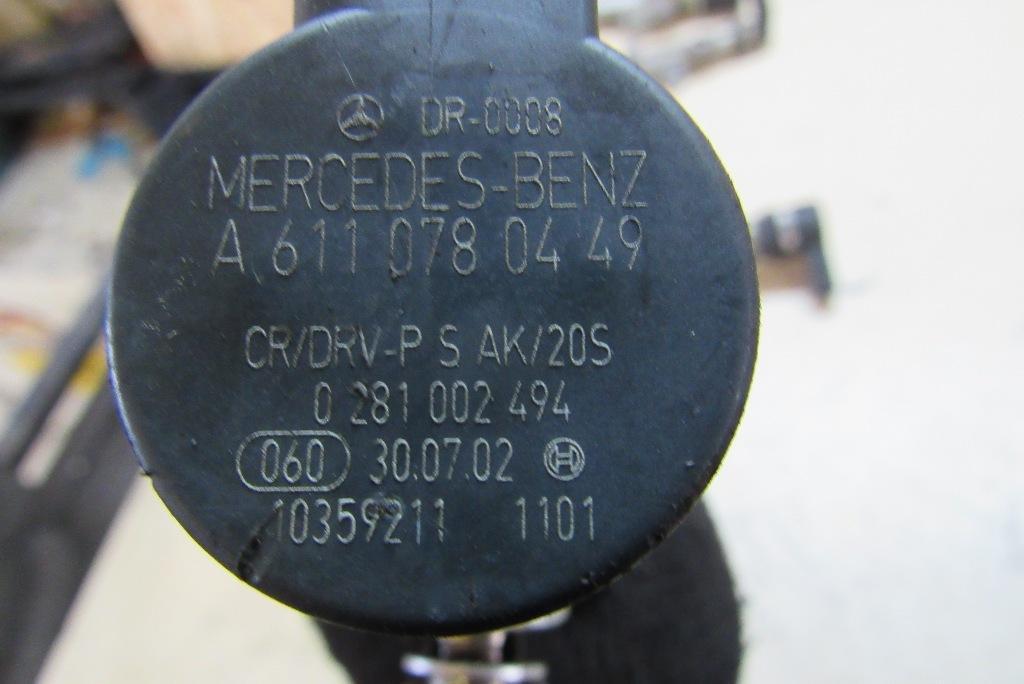 DR-0008
MERCEDES-BENZ
A 611 078 04 49
CR/DRV-P S AK/20S
0 281 002 494
060 30.07.02
10359211 1101